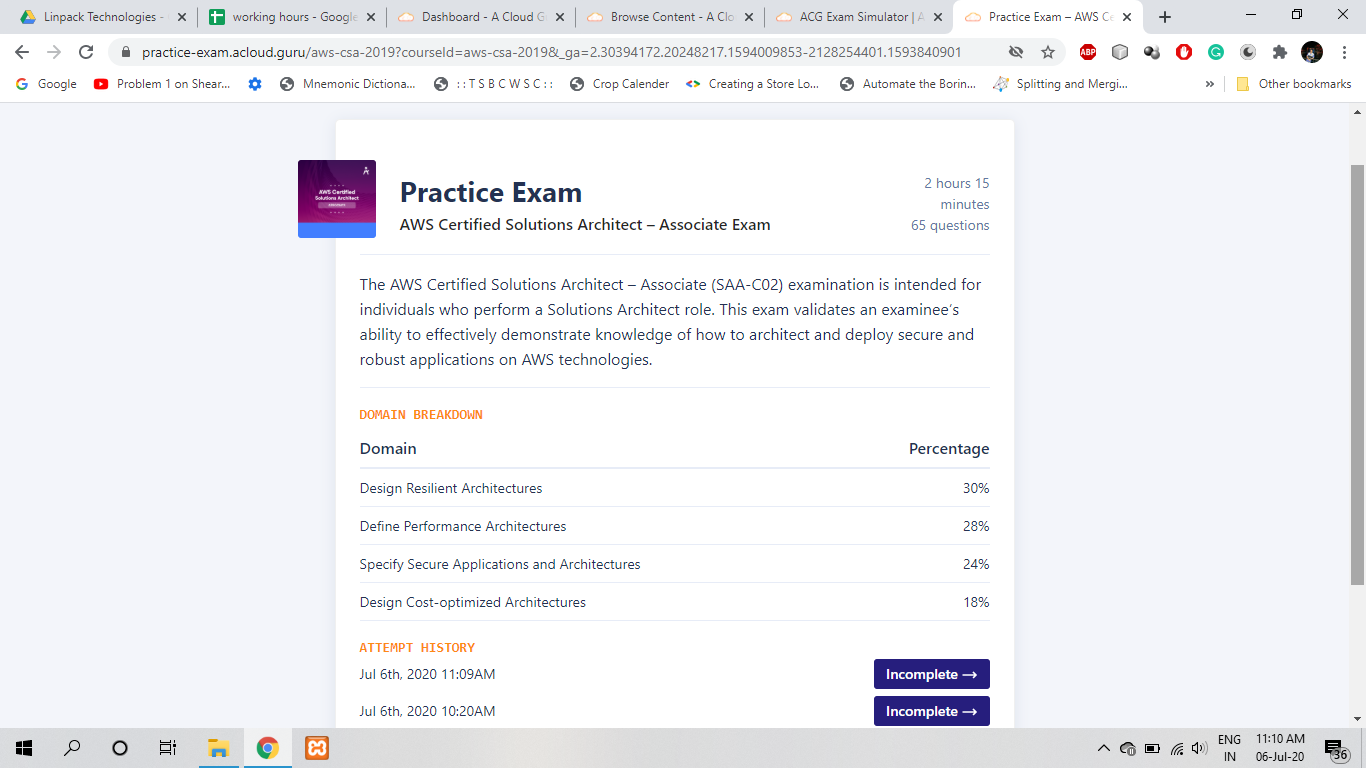 Linpack Technologies -
working hours - Google
Dashboard - A Cloud G
Browse Content - A Clo
ACG Exam Simulator | A
Practice Exam – AWS Ce
practice-exam.acloud.guru/aws-csa-2019?courseId=aws-csa-2019&_ga=2.30394172.20248217.1594009853-2128254401.1593840901
ABP
Google
Problem 1 on Shear...
Mnemonic Dictiona...
: : T S B C W S C : :
Crop Calender
Creating a Store Lo...
Automate the Borin...
Splitting and Mergi...
»
Other bookmarks
AWS Certified
Solutions Architect
Practice Exam
AWS Certified Solutions Architect – Associate Exam
2 hours 15
minutes
65 questions
The AWS Certified Solutions Architect – Associate (SAA-C02) examination is intended for
individuals who perform a Solutions Architect role. This exam validates an examinee's
ability to effectively demonstrate knowledge of how to architect and deploy secure and
robust applications on AWS technologies.
DOMAIN BREAKDOWN
Domain Percentage
Design Resilient Architectures 30%
Define Performance Architectures 28%
Specify Secure Applications and Architectures 24%
Design Cost-optimized Architectures 18%
ATTEMPT HISTORY
Jul 6th, 2020 11:09AM Incomplete →
Jul 6th, 2020 10:20AM Incomplete →
ENG
IN
11:10 AM
06-Jul-20
36